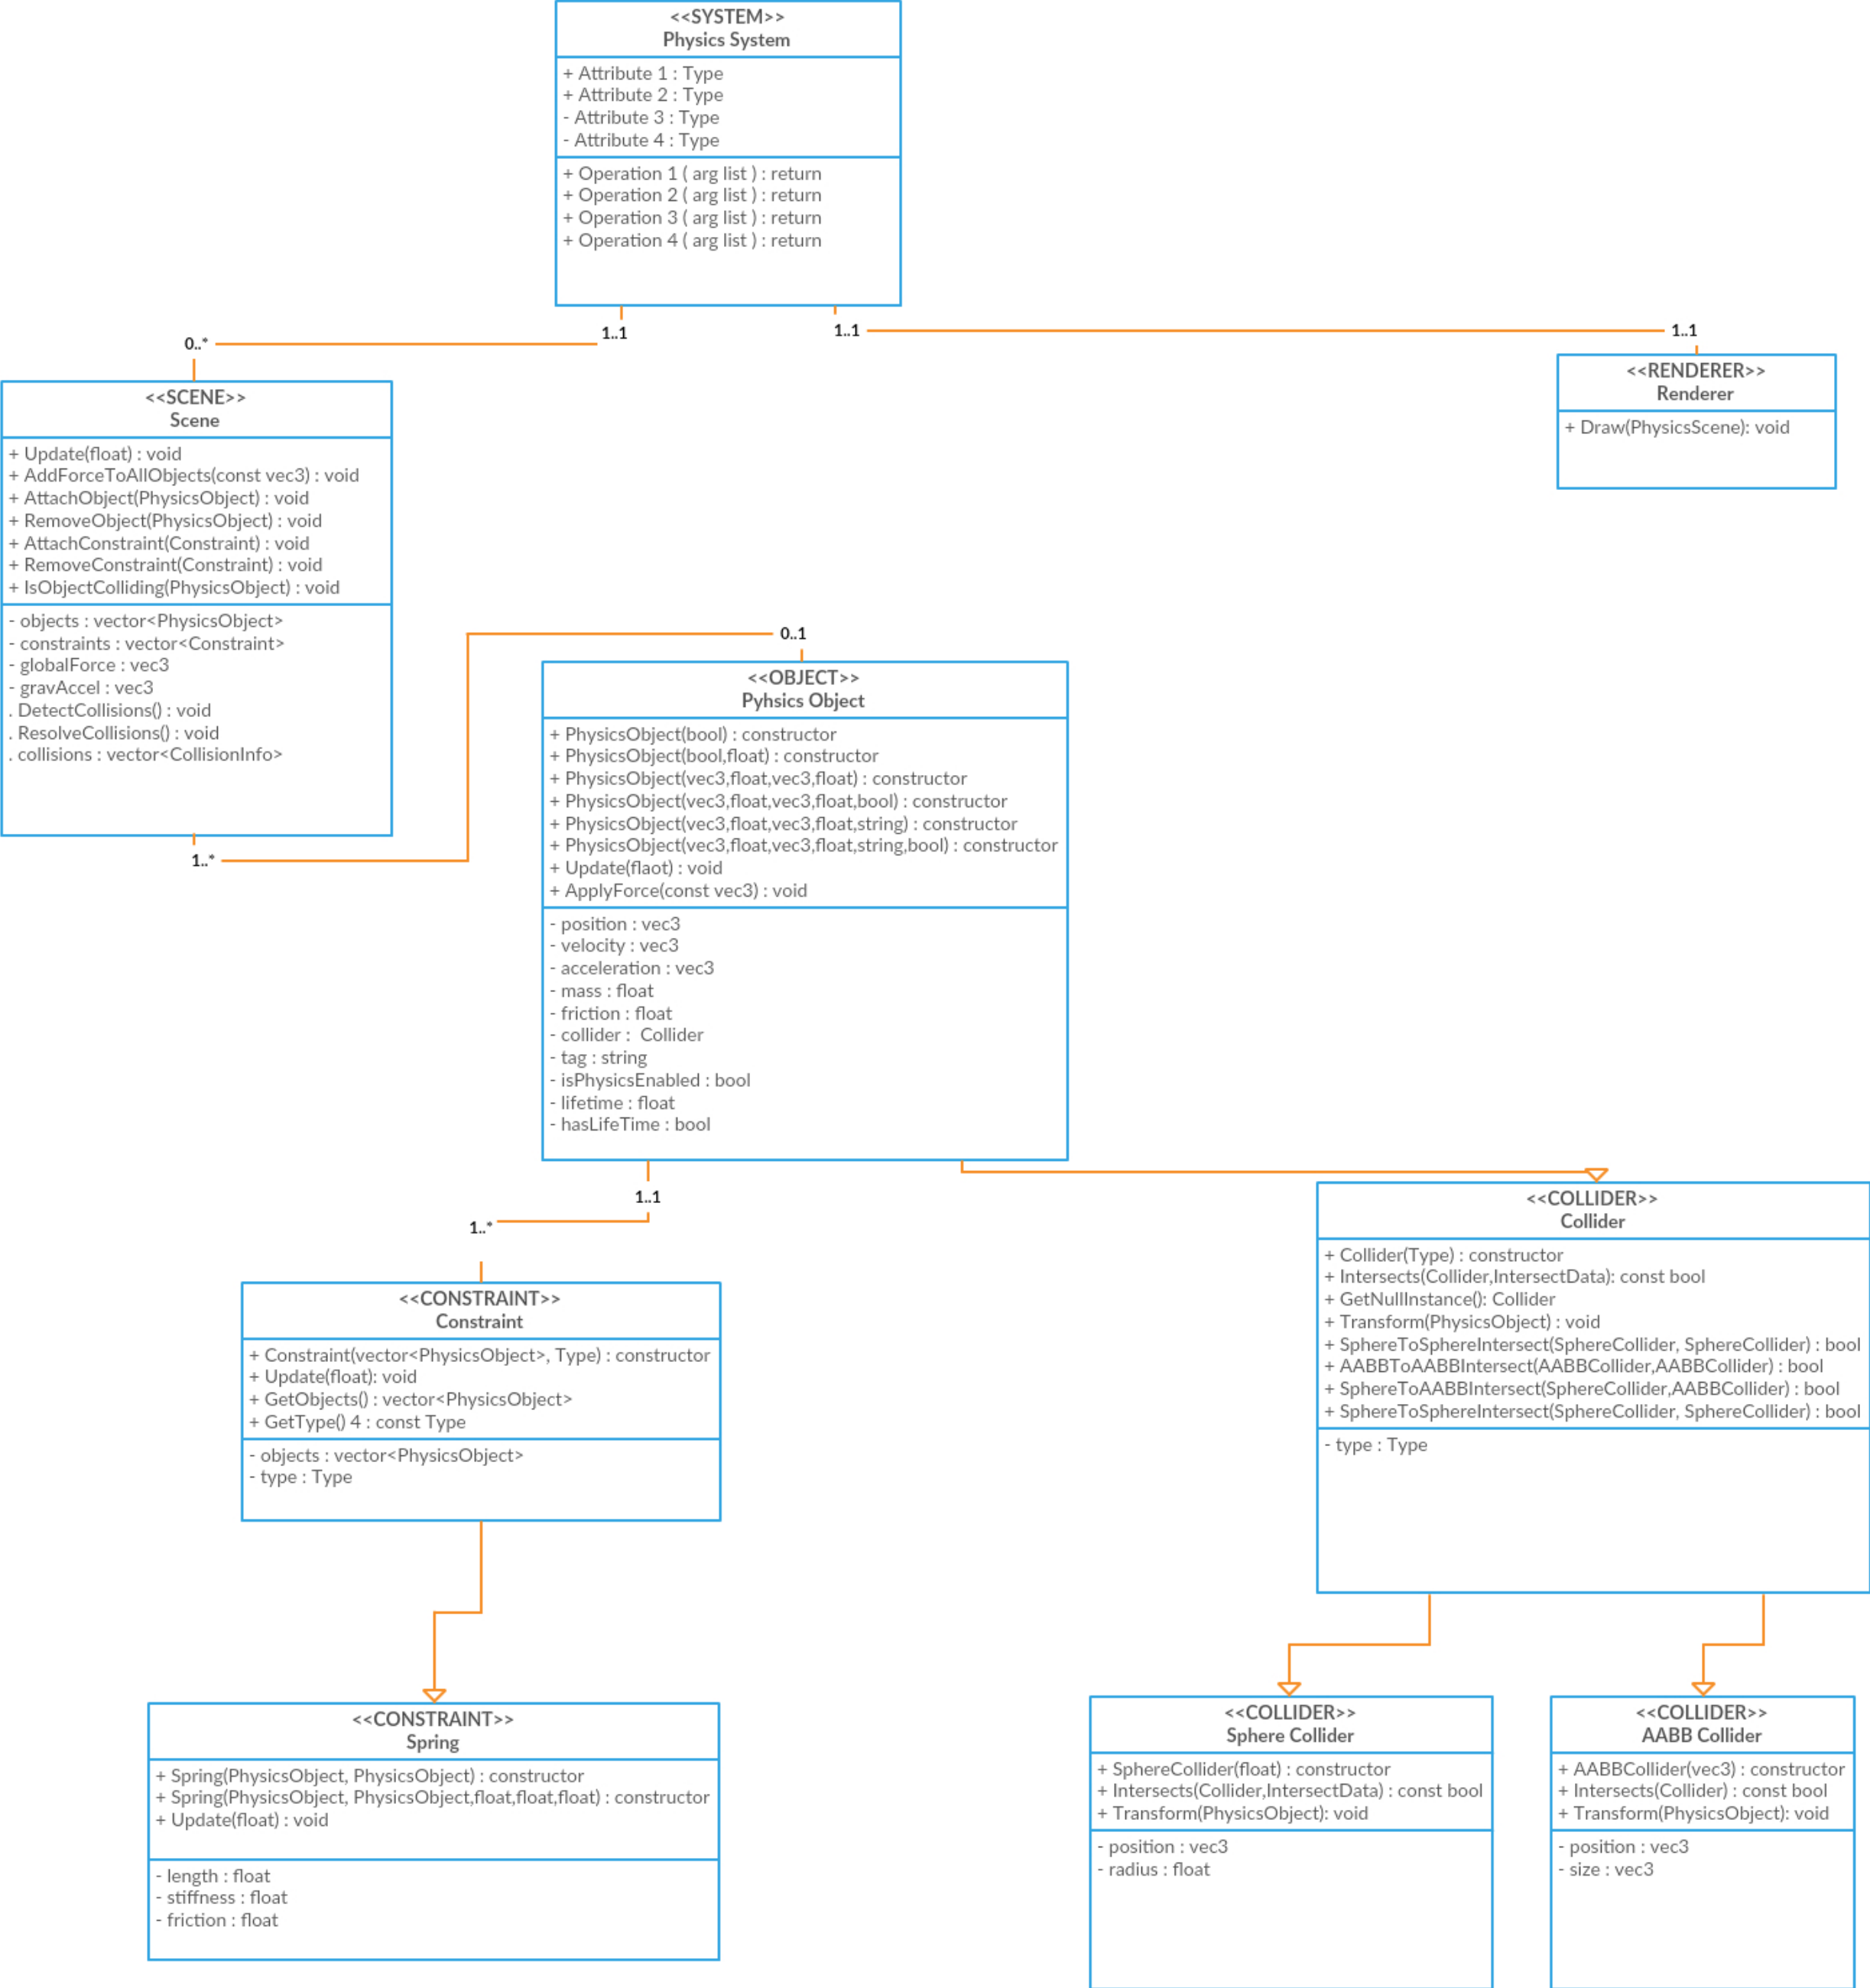 <<SYSTEM>>
Physics System
+ Attribute 1 : Type
+ Attribute 2 : Type
- Attribute 3 : Type
- Attribute 4 : Type
+ Operation 1 ( arg list ) : return
+ Operation 2 ( arg list ) : return
+ Operation 3 ( arg list ) : return
+ Operation 4 ( arg list ) : return
1..1
0..*
1..1
1..1
<<SCENE>>
Scene
+ Update(float) : void
+ AddForceToAllObjects(const vec3) : void
+ AttachObject(PhysicsObject) : void
+ RemoveObject(PhysicsObject) : void
+ AttachConstraint(Constraint) : void
+ RemoveConstraint(Constraint) : void
+ IsObjectColliding(PhysicsObject) : void
- objects : vector<PhysicsObject>
- constraints : vector<Constraint>
- globalForce : vec3
- gravAccel : vec3
. DetectCollisions() : void
. ResolveCollisions() : void
. collisions : vector<CollisionInfo>
1..*
<<RENDERER>>
Renderer
+ Draw(PhysicsScene): void
0..1
<<OBJECT>>
Pyhsics Object
+ PhysicsObject(bool) : constructor
+ PhysicsObject(bool,float) : constructor
+ PhysicsObject(vec3,float,vec3,float) : constructor
+ PhysicsObject(vec3,float,vec3,float,bool) : constructor
+ PhysicsObject(vec3,float,vec3,float,string) : constructor
+ PhysicsObject(vec3,float,vec3,float,string,bool) : constructor
+ Update(flaot) : void
+ ApplyForce(const vec3) : void
- position : vec3
- velocity : vec3
- acceleration : vec3
- mass : float
- friction : float
- collider :  Collider
- tag : string
- isPhysicsEnabled : bool
- lifetime : float
- hasLifeTime : bool
1..1
1..*
<<CONSTRAINT>>
Constraint
+ Constraint(vector<PhysicsObject>, Type) : constructor
+ Update(float): void
+ GetObjects() : vector<PhysicsObject>
+ GetType() 4 : const Type
- objects : vector<PhysicsObject>
- type : Type
<<COLLIDER>>
Collider
+ Collider(Type) : constructor
+ Intersects(Collider,IntersectData): const bool
+ GetNullInstance(): Collider
+ Transform(PhysicsObject) : void
+ SphereToSphereIntersect(SphereCollider, SphereCollider) : bool
+ AABBToAABBIntersect(AABBCollider,AABBCollider) : bool
+ SphereToAABBIntersect(SphereCollider,AABBCollider) : bool
+ SphereToSphereIntersect(SphereCollider, SphereCollider) : bool
- type : Type
<<CONSTRAINT>>
Spring
+ Spring(PhysicsObject, PhysicsObject) : constructor
+ Spring(PhysicsObject, PhysicsObject,float,float,float) : constructor
+ Update(float) : void
- length : float
- stiffness : float
- friction : float
<<COLLIDER>>
Sphere Collider
+ SphereCollider(float) : constructor
+ Intersects(Collider,IntersectData) : const bool
+ Transform(PhysicsObject): void
- position : vec3
- radius : float
<<COLLIDER>>
AABB Collider
+ AABBCollider(vec3) : constructor
+ Intersects(Collider) : const bool
+ Transform(PhysicsObject): void
- position : vec3
- size : vec3